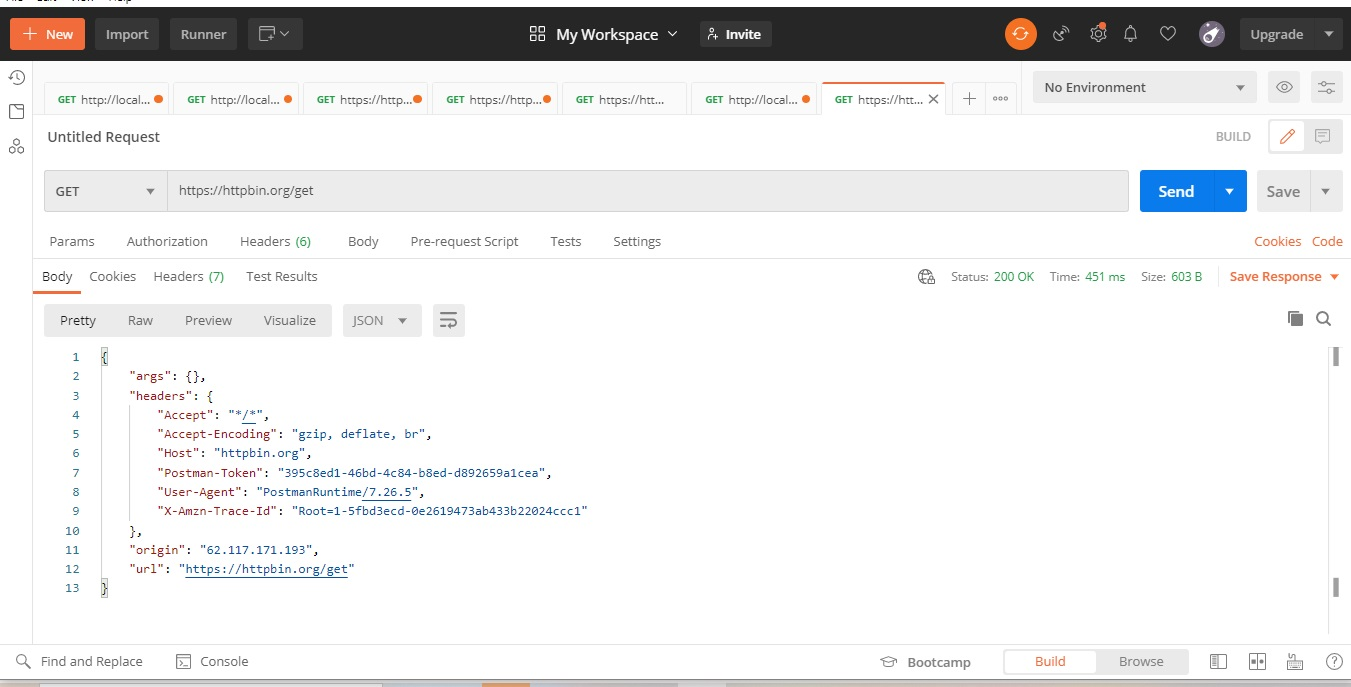 New Import Runner My Workspace Invite Upgrade
GET http://local... GET http://local... GET https://http... GET https://http... GET https://htt... GET http://local... GET https://htt... No Environment
Untitled Request BUILD
GET https://httpbin.org/get Send Save
Params Authorization Headers (6) Body Pre-request Script Tests Settings Cookies Code
Body Cookies Headers (7) Test Results Status: 200 OK Time: 451 ms Size: 603 B Save Response
Pretty Raw Preview Visualize JSON
1 {
2 "args": {},
3 "headers": {
4 "Accept": "*/*",
5 "Accept-Encoding": "gzip, deflate, br",
6 "Host": "httpbin.org",
7 "Postman-Token": "395c8ed1-46bd-4c84-b8ed-d892659a1cea",
8 "User-Agent": "PostmanRuntime/7.26.5",
9 "X-Amzn-Trace-Id": "Root=1-5fbd3ecd-0e2619473ab433b22024ccc1"
10 },
11 "origin": "62.117.171.193",
12 "url": "https://httpbin.org/get"
13 }
Find and Replace Console Bootcamp Build Browse